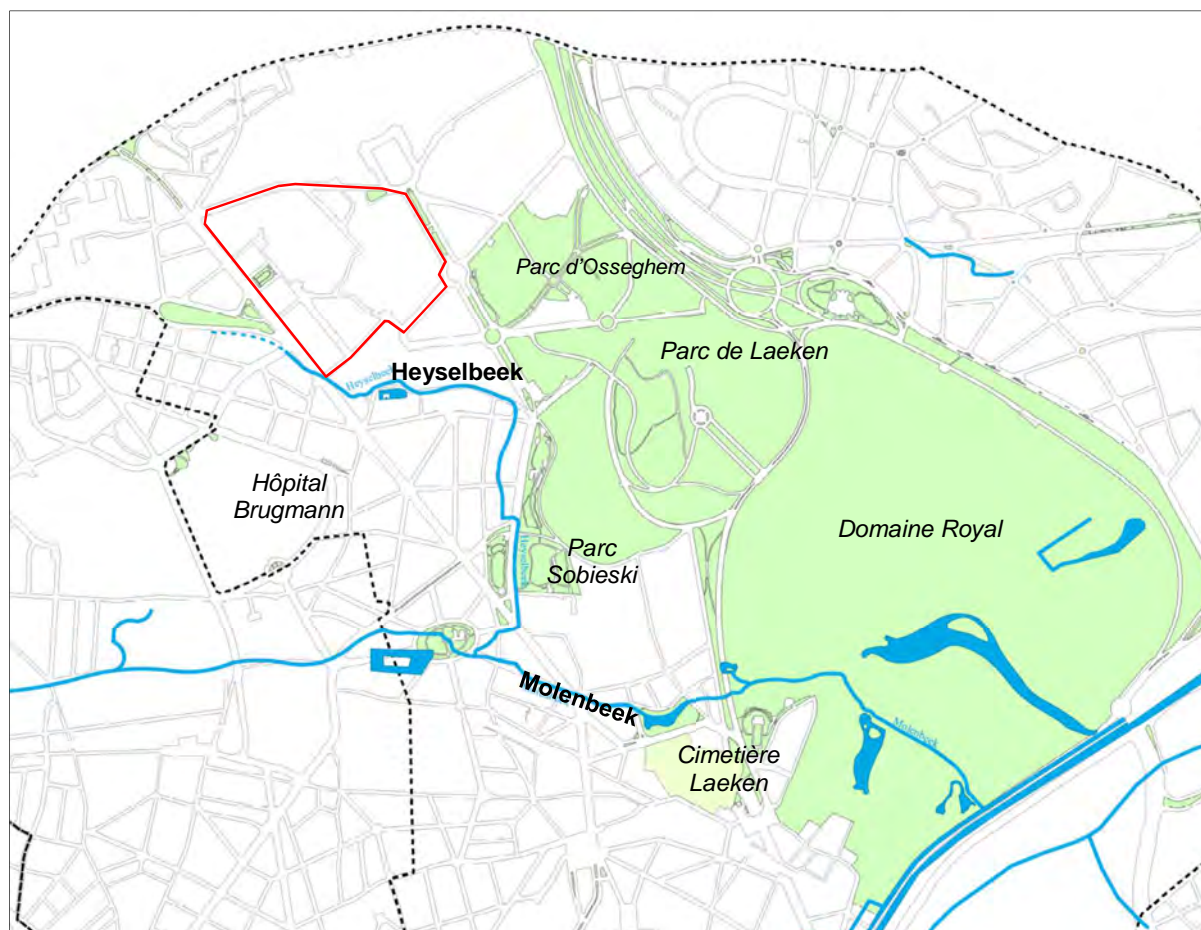 Parc d'Osseghem
Parc de Laeken
Heyselbeek
Heyselbeek
Hôpital
Brugmann
Domaine Royal
Heyselbeek
Parc
Sobieski
Molenbeek
Molenbeek
Cimetière
Laeken